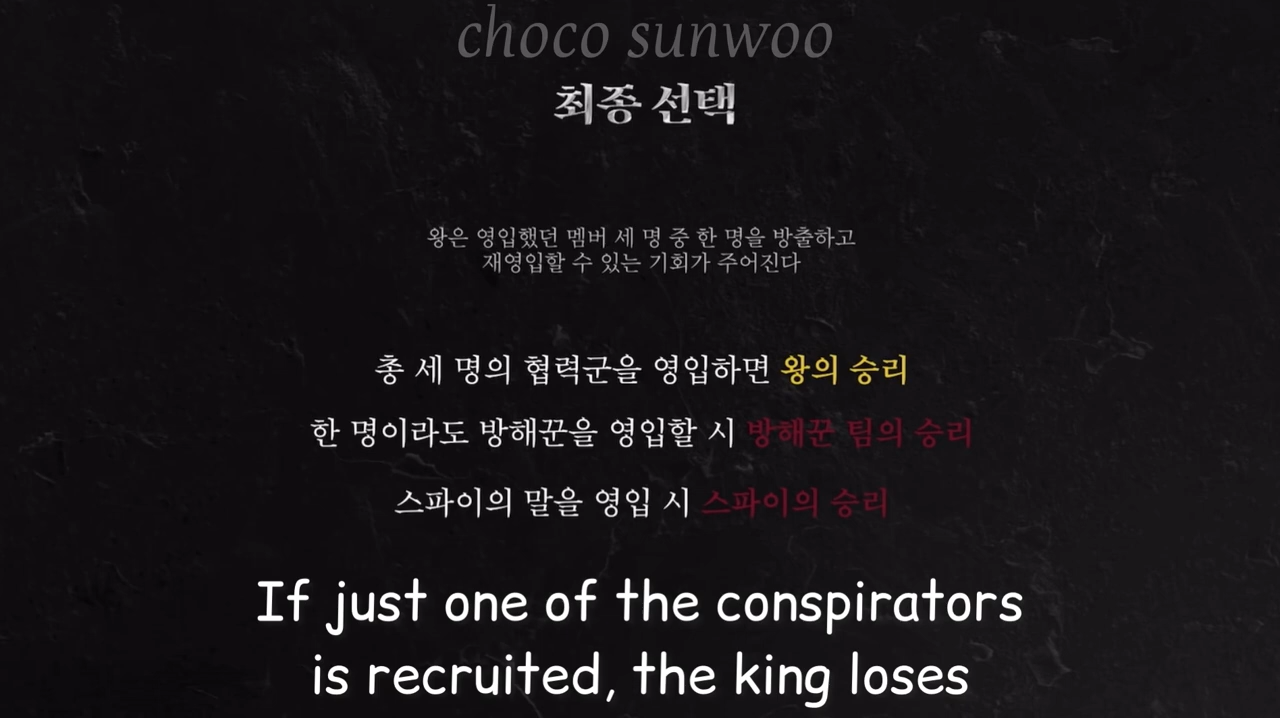 choco sunwoo
최종 선택
왕은 영입했던 멤버 세 명 중 한 명을 방출하고
재영입할 수 있는 기회가 주어진다
총 세 명의 협력군을 영입하면 왕의 승리
한 명이라도 방해꾼을 영입할 시 방해꾼 팀의 승리
스파이의 말을 영입 시 스파이의 승리
If just one of the conspirators
is recruited, the king loses